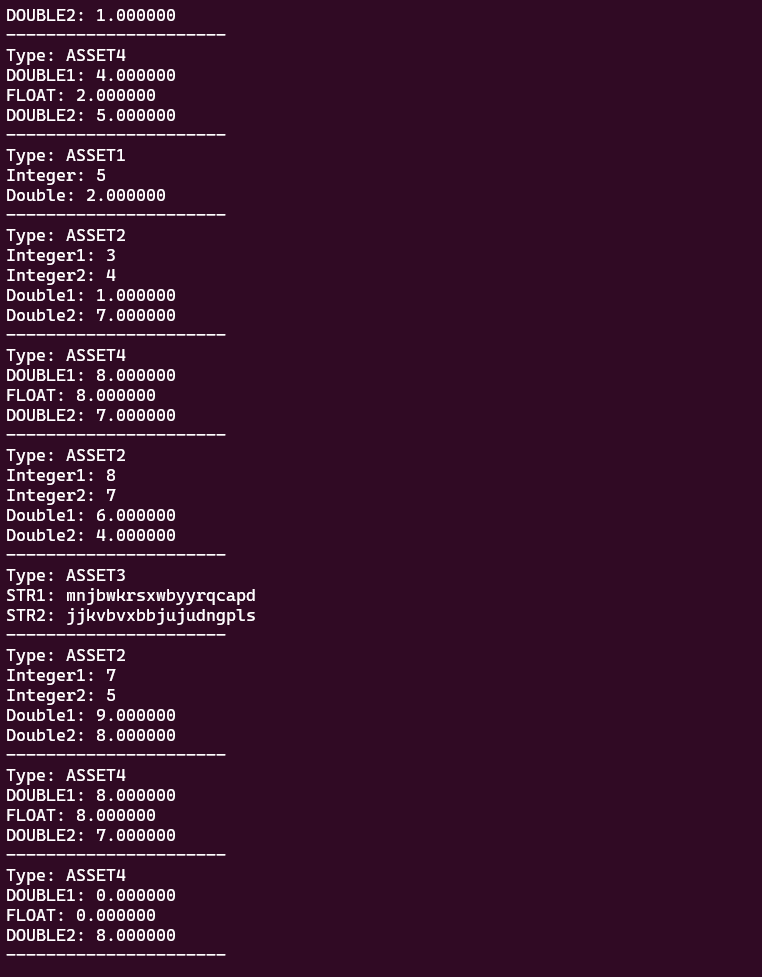 DOUBLE2: 1.000000
----------------------
Type: ASSET4
DOUBLE1: 4.000000
FLOAT: 2.000000
DOUBLE2: 5.000000
----------------------
Type: ASSET1
Integer: 5
Double: 2.000000
----------------------
Type: ASSET2
Integer1: 3
Integer2: 4
Double1: 1.000000
Double2: 7.000000
----------------------
Type: ASSET4
DOUBLE1: 8.000000
FLOAT: 8.000000
DOUBLE2: 7.000000
----------------------
Type: ASSET2
Integer1: 8
Integer2: 7
Double1: 6.000000
Double2: 4.000000
----------------------
Type: ASSET3
STR1: mnjbwkrsxwbyyrqcapd
STR2: jjkvbvxbbjujudngpls
----------------------
Type: ASSET2
Integer1: 7
Integer2: 5
Double1: 9.000000
Double2: 8.000000
----------------------
Type: ASSET4
DOUBLE1: 8.000000
FLOAT: 8.000000
DOUBLE2: 7.000000
----------------------
Type: ASSET4
DOUBLE1: 0.000000
FLOAT: 0.000000
DOUBLE2: 8.000000
----------------------